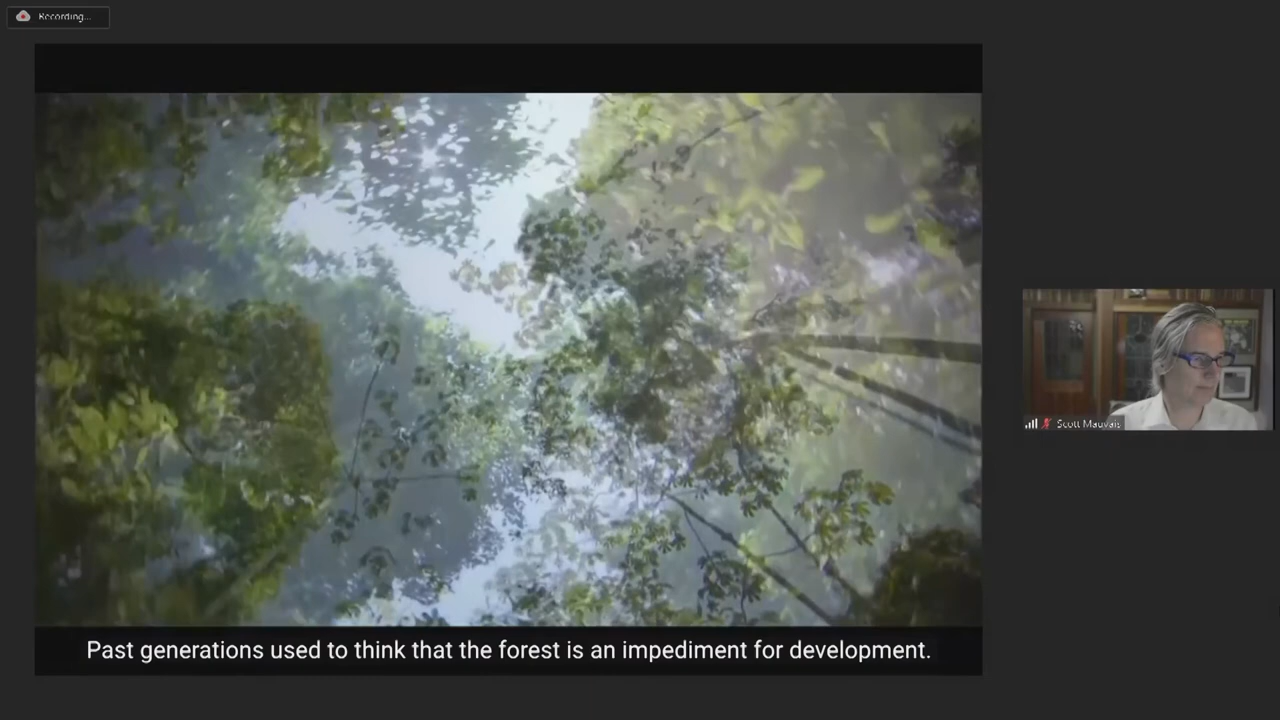 Recording...
Scott Mauvais
Past generations used to think that the forest is an impediment for development.